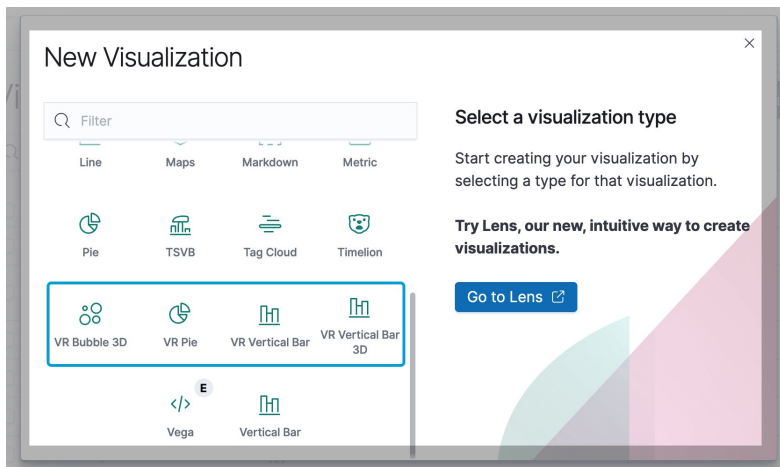 New Visualization
Filter
Line
Maps
Markdown
Metric
Pie
TSVB
Tag Cloud
Timelion
VR Bubble 3D
VR Pie
VR Vertical Bar
VR Vertical Bar
3D
E
Vega
Vertical Bar
Select a visualization type
Start creating your visualization by
selecting a type for that visualization.
Try Lens, our new, intuitive way to create
visualizations.
Go to Lens